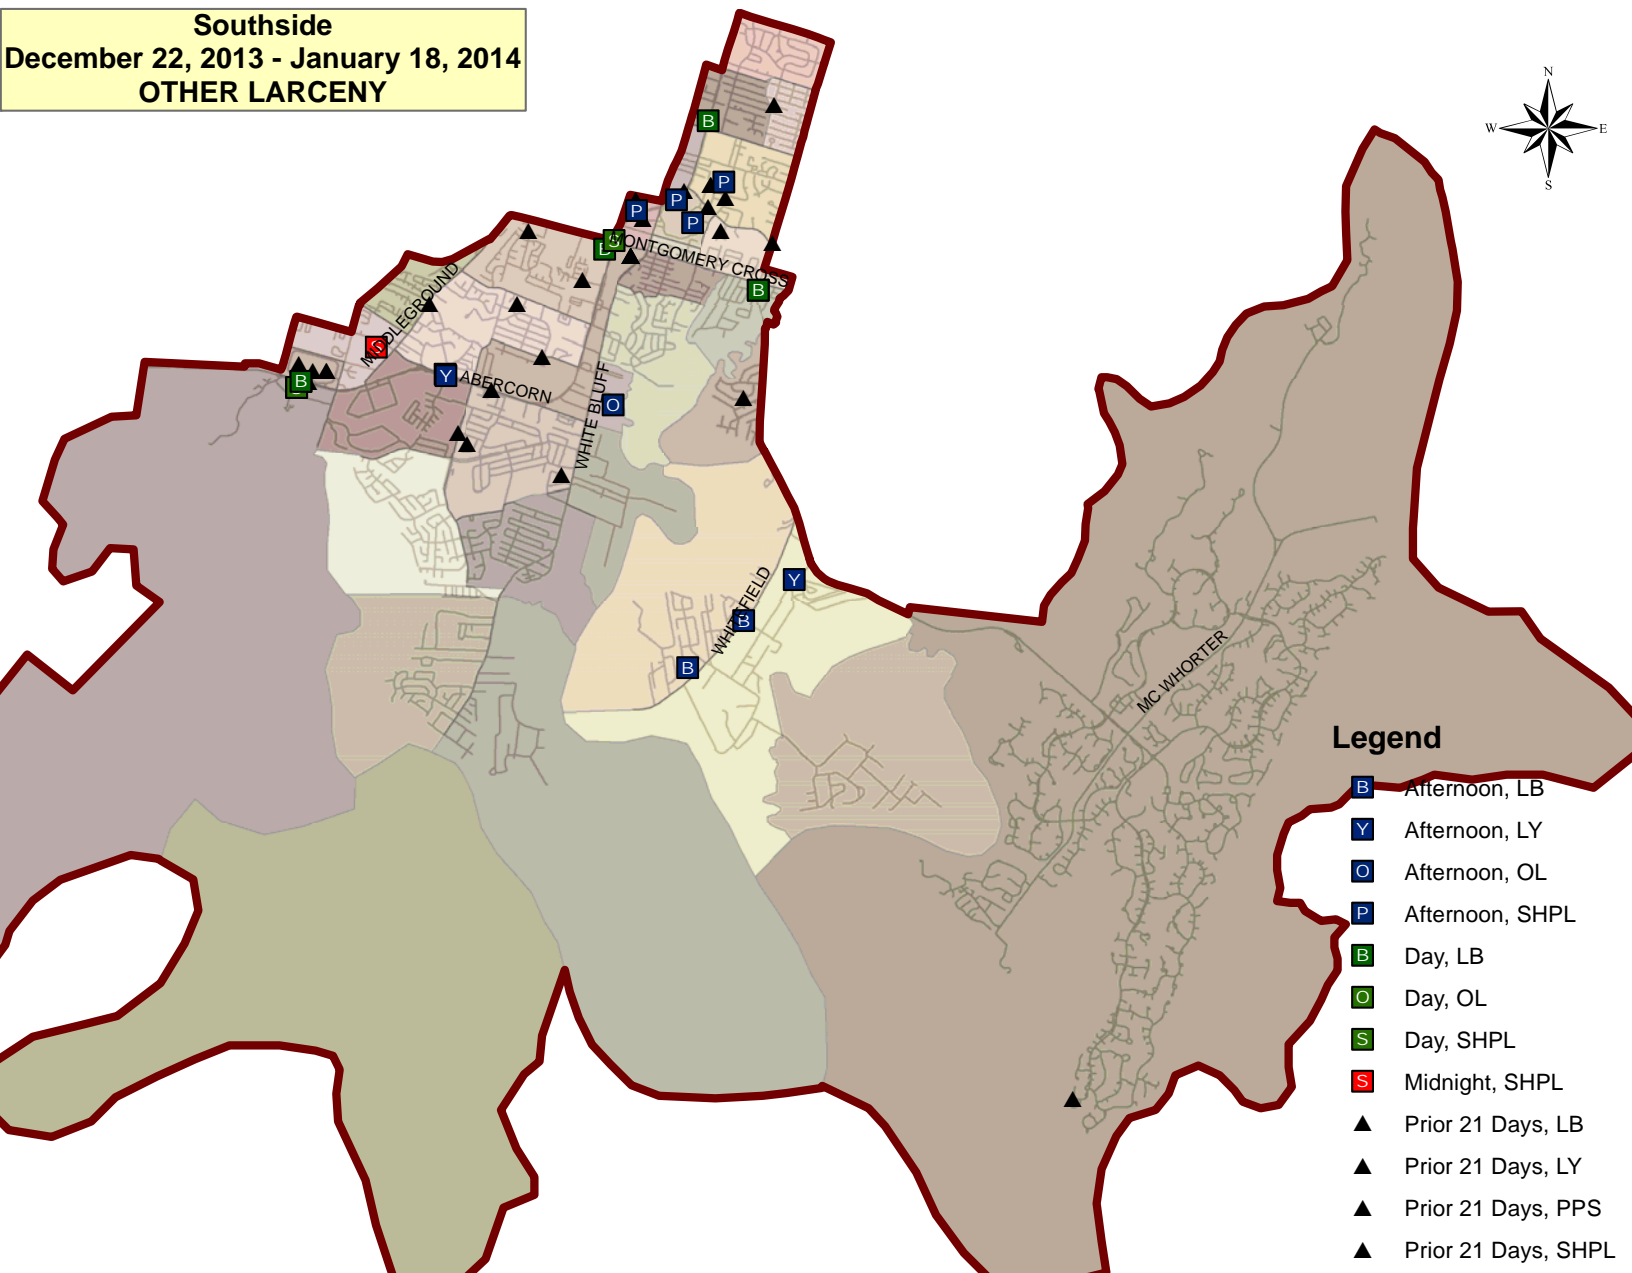 Southside
December 22, 2013 - January 18, 2014
OTHER LARCENY
N
W
E
S
B
P
P
P
P
B
S
MONTGOMERY CROSS
B
MIDDLEGROUND
S
B
Y
ABERCORN
WHITE BLUFF
O
Y
WHITEFIELD
B
B
MC WHORTER
Legend
B Afternoon, LB
Y Afternoon, LY
O Afternoon, OL
P Afternoon, SHPL
B Day, LB
O Day, OL
S Day, SHPL
S Midnight, SHPL
Prior 21 Days, LB
Prior 21 Days, LY
Prior 21 Days, PPS
Prior 21 Days, SHPL